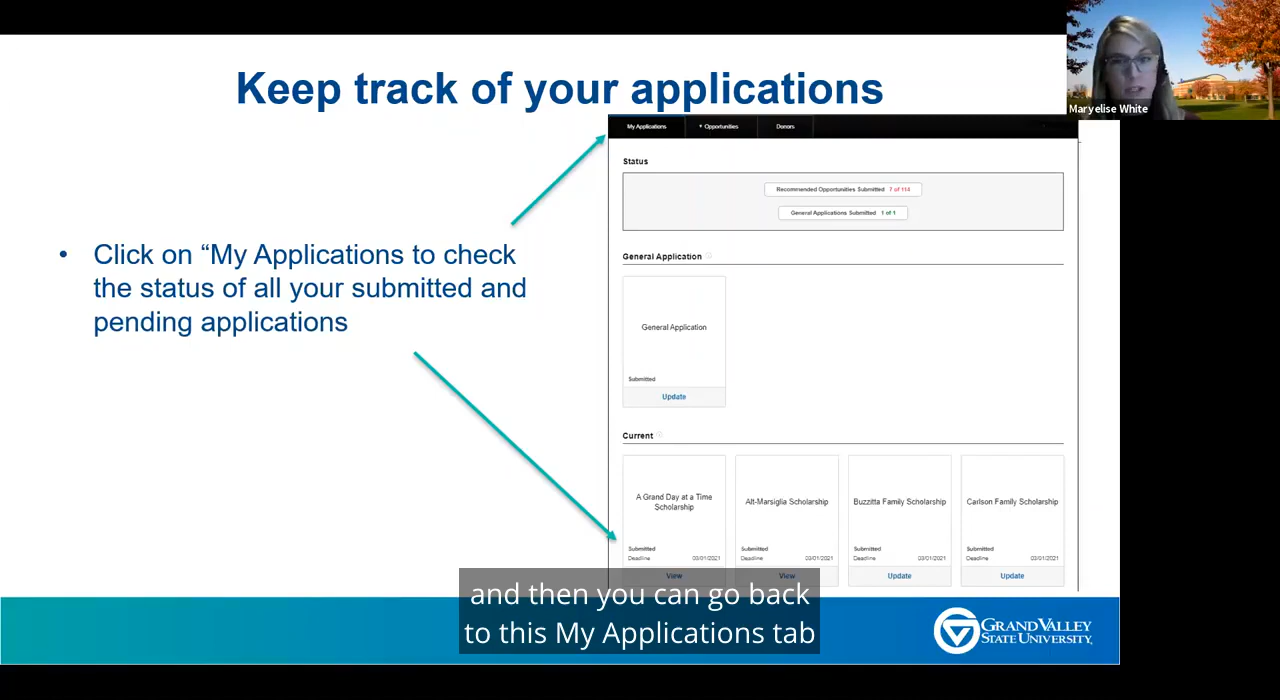 Keep track of your applications
Maryelise White
My Applications
Opportunities
Donors
Status
Recommended Opportunities Submitted 7 of 114
General Applications Submitted 1 of 1
• Click on “My Applications to check
the status of all your submitted and
pending applications
General Application
General Application
Submitted
Update
Current
A Grand Day at a Time
Scholarship
Submitted
Deadline 03/01/2021
View
Alt-Marsiglia Scholarship
Submitted
Deadline 03/01/2021
View
Buzzitta Family Scholarship
Submitted
Deadline 03/01/2021
Update
Carlson Family Scholarship
Submitted
Deadline 03/01/2021
Update
and then you can go back
to this My Applications tab
GRAND VALLEY
STATE UNIVERSITY